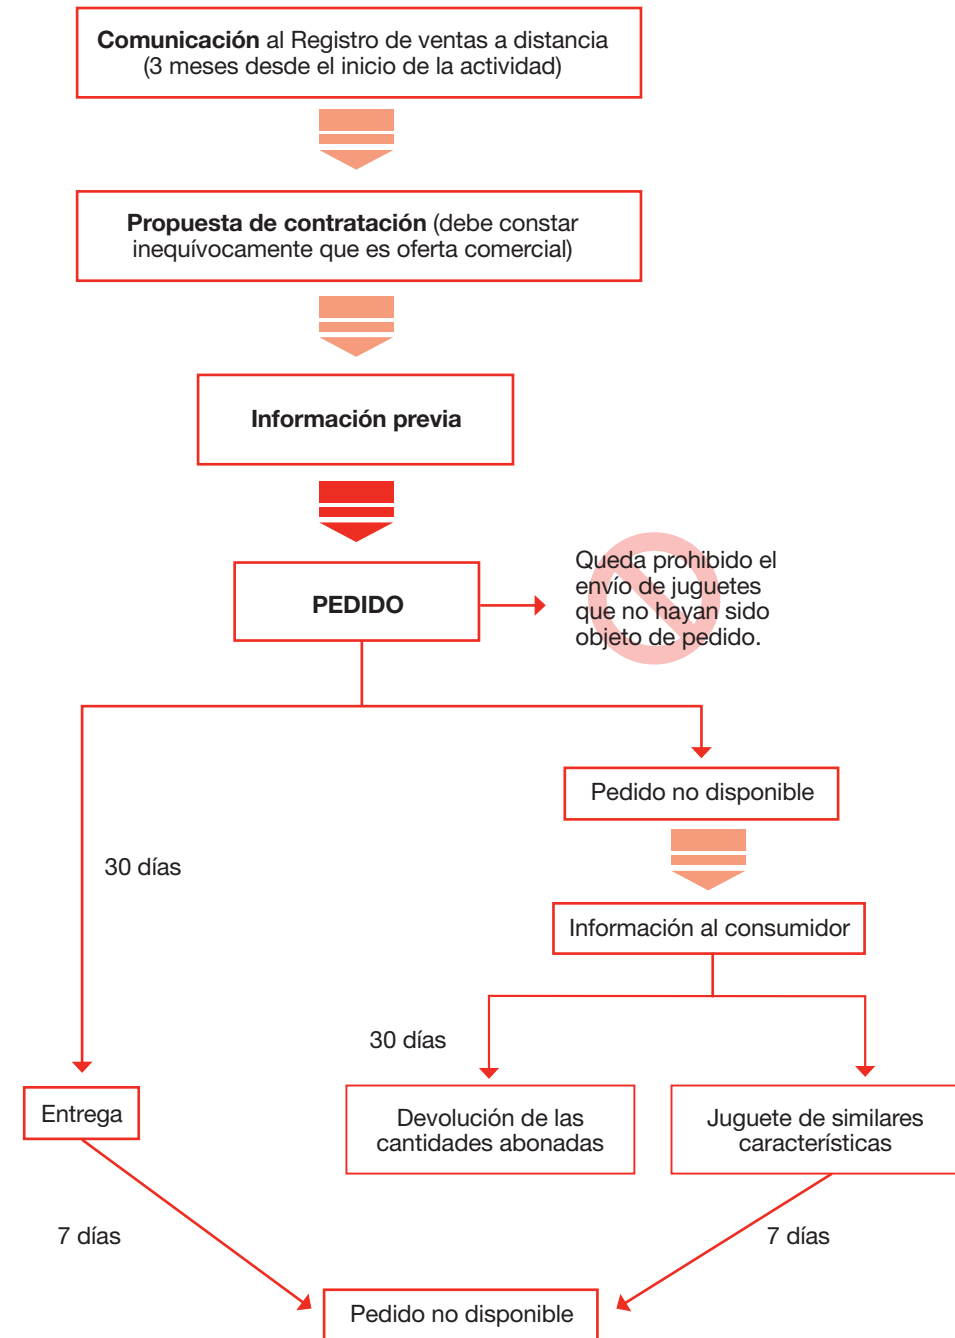 Comunicación al Registro de ventas a distancia
(3 meses desde el inicio de la actividad)
Propuesta de contratación (debe constar
inequívocamente que es oferta comercial)
Información previa
PEDIDO
Queda prohibido el
envío de juguetes
que no hayan sido
objeto de pedido.
Pedido no disponible
30 días
Información al consumidor
30 días
Entrega
Devolución de las
cantidades abonadas
Juguete de similares
características
7 días
7 días
Pedido no disponible